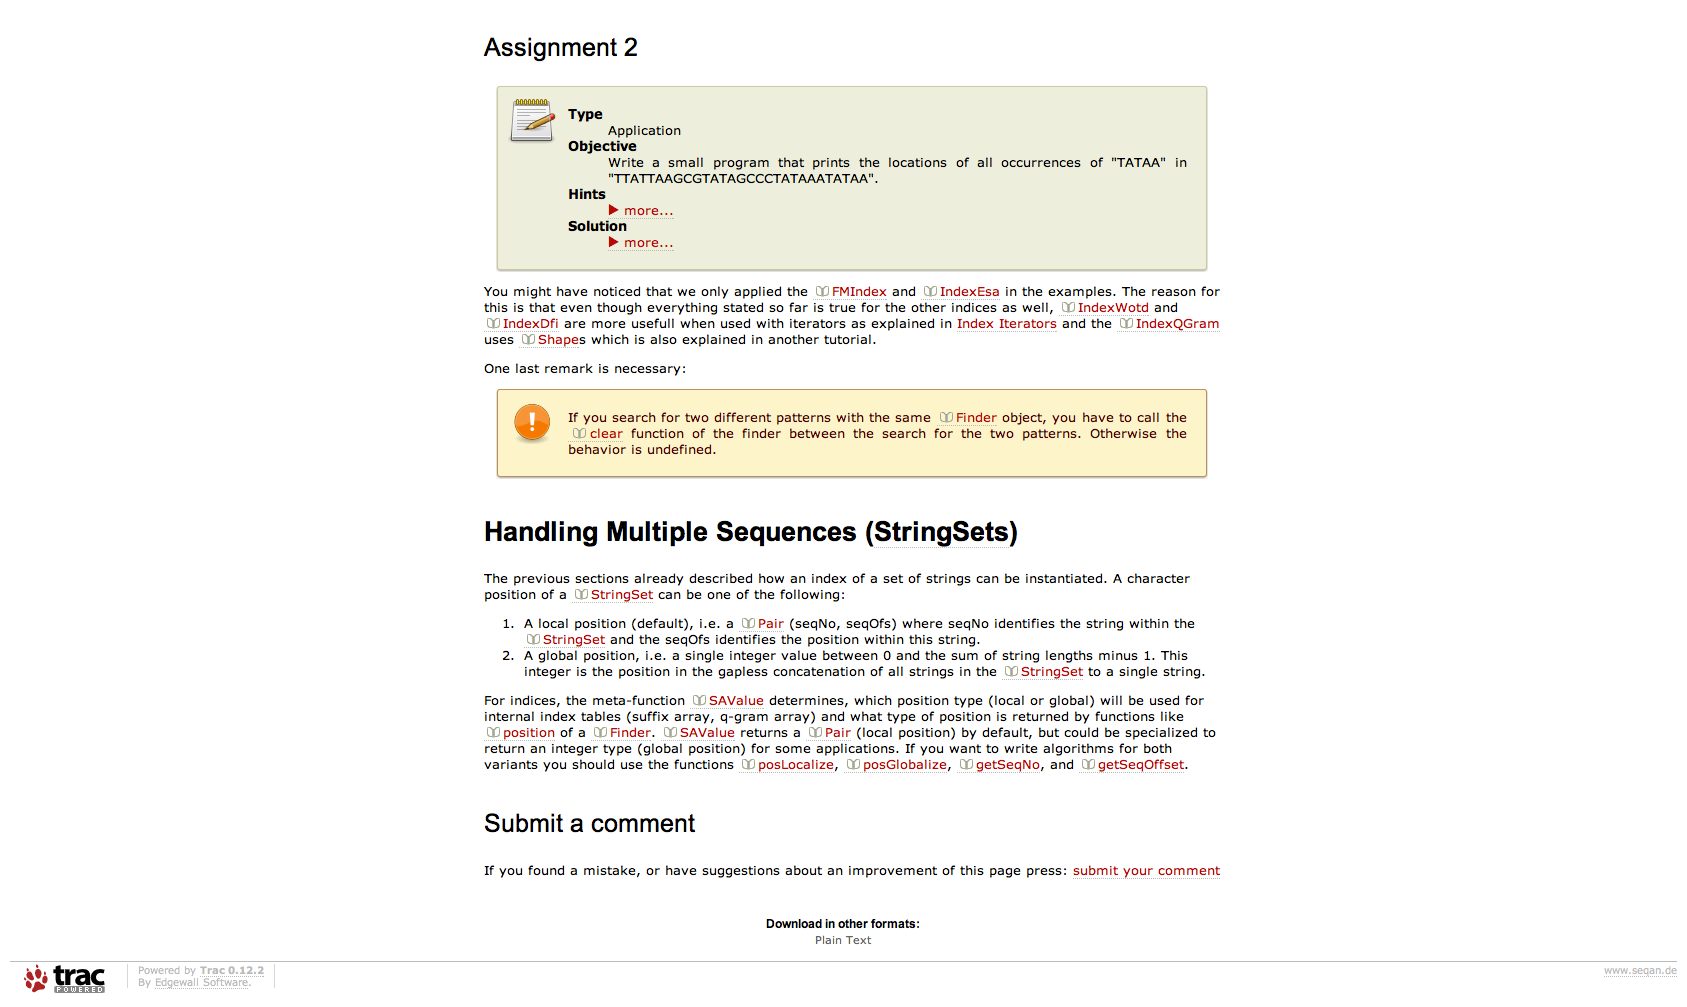 Assignment 2
Type
Application
Objective
Write a small program that prints the locations of all occurrences of "TATAA" in
"TTATTAAGCGTATAGCCCTATAAATATAA".
Hints
▶ more...
Solution
▶ more...
You might have noticed that we only applied the FMIndex and IndexEsa in the examples. The reason for
this is that even though everything stated so far is true for the other indices as well, IndexWotd and
IndexDfi are more usefull when used with iterators as explained in Index Iterators and the IndexQGram
uses Shapes which is also explained in another tutorial.
One last remark is necessary:
If you search for two different patterns with the same Finder object, you have to call the
clear function of the finder between the search for the two patterns. Otherwise the
behavior is undefined.
Handling Multiple Sequences (StringSets)
The previous sections already described how an index of a set of strings can be instantiated. A character
position of a StringSet can be one of the following:
1. A local position (default), i.e. a Pair (seqNo, seqOfs) where seqNo identifies the string within the
StringSet and the seqOfs identifies the position within this string.
2. A global position, i.e. a single integer value between 0 and the sum of string lengths minus 1. This
integer is the position in the gapless concatenation of all strings in the StringSet to a single string.
For indices, the meta-function SAValue determines, which position type (local or global) will be used for
internal index tables (suffix array, q-gram array) and what type of position is returned by functions like
position of a Finder. SAValue returns a Pair (local position) by default, but could be specialized to
return an integer type (global position) for some applications. If you want to write algorithms for both
variants you should use the functions posLocalize, posGlobalize, getSeqNo, and getSeqOffset.
Submit a comment
If you found a mistake, or have suggestions about an improvement of this page press: submit your comment
Download in other formats:
Plain Text
trac
POWERED
Powered by Trac 0.12.2
By Edgewall Software.
www.seqan.de